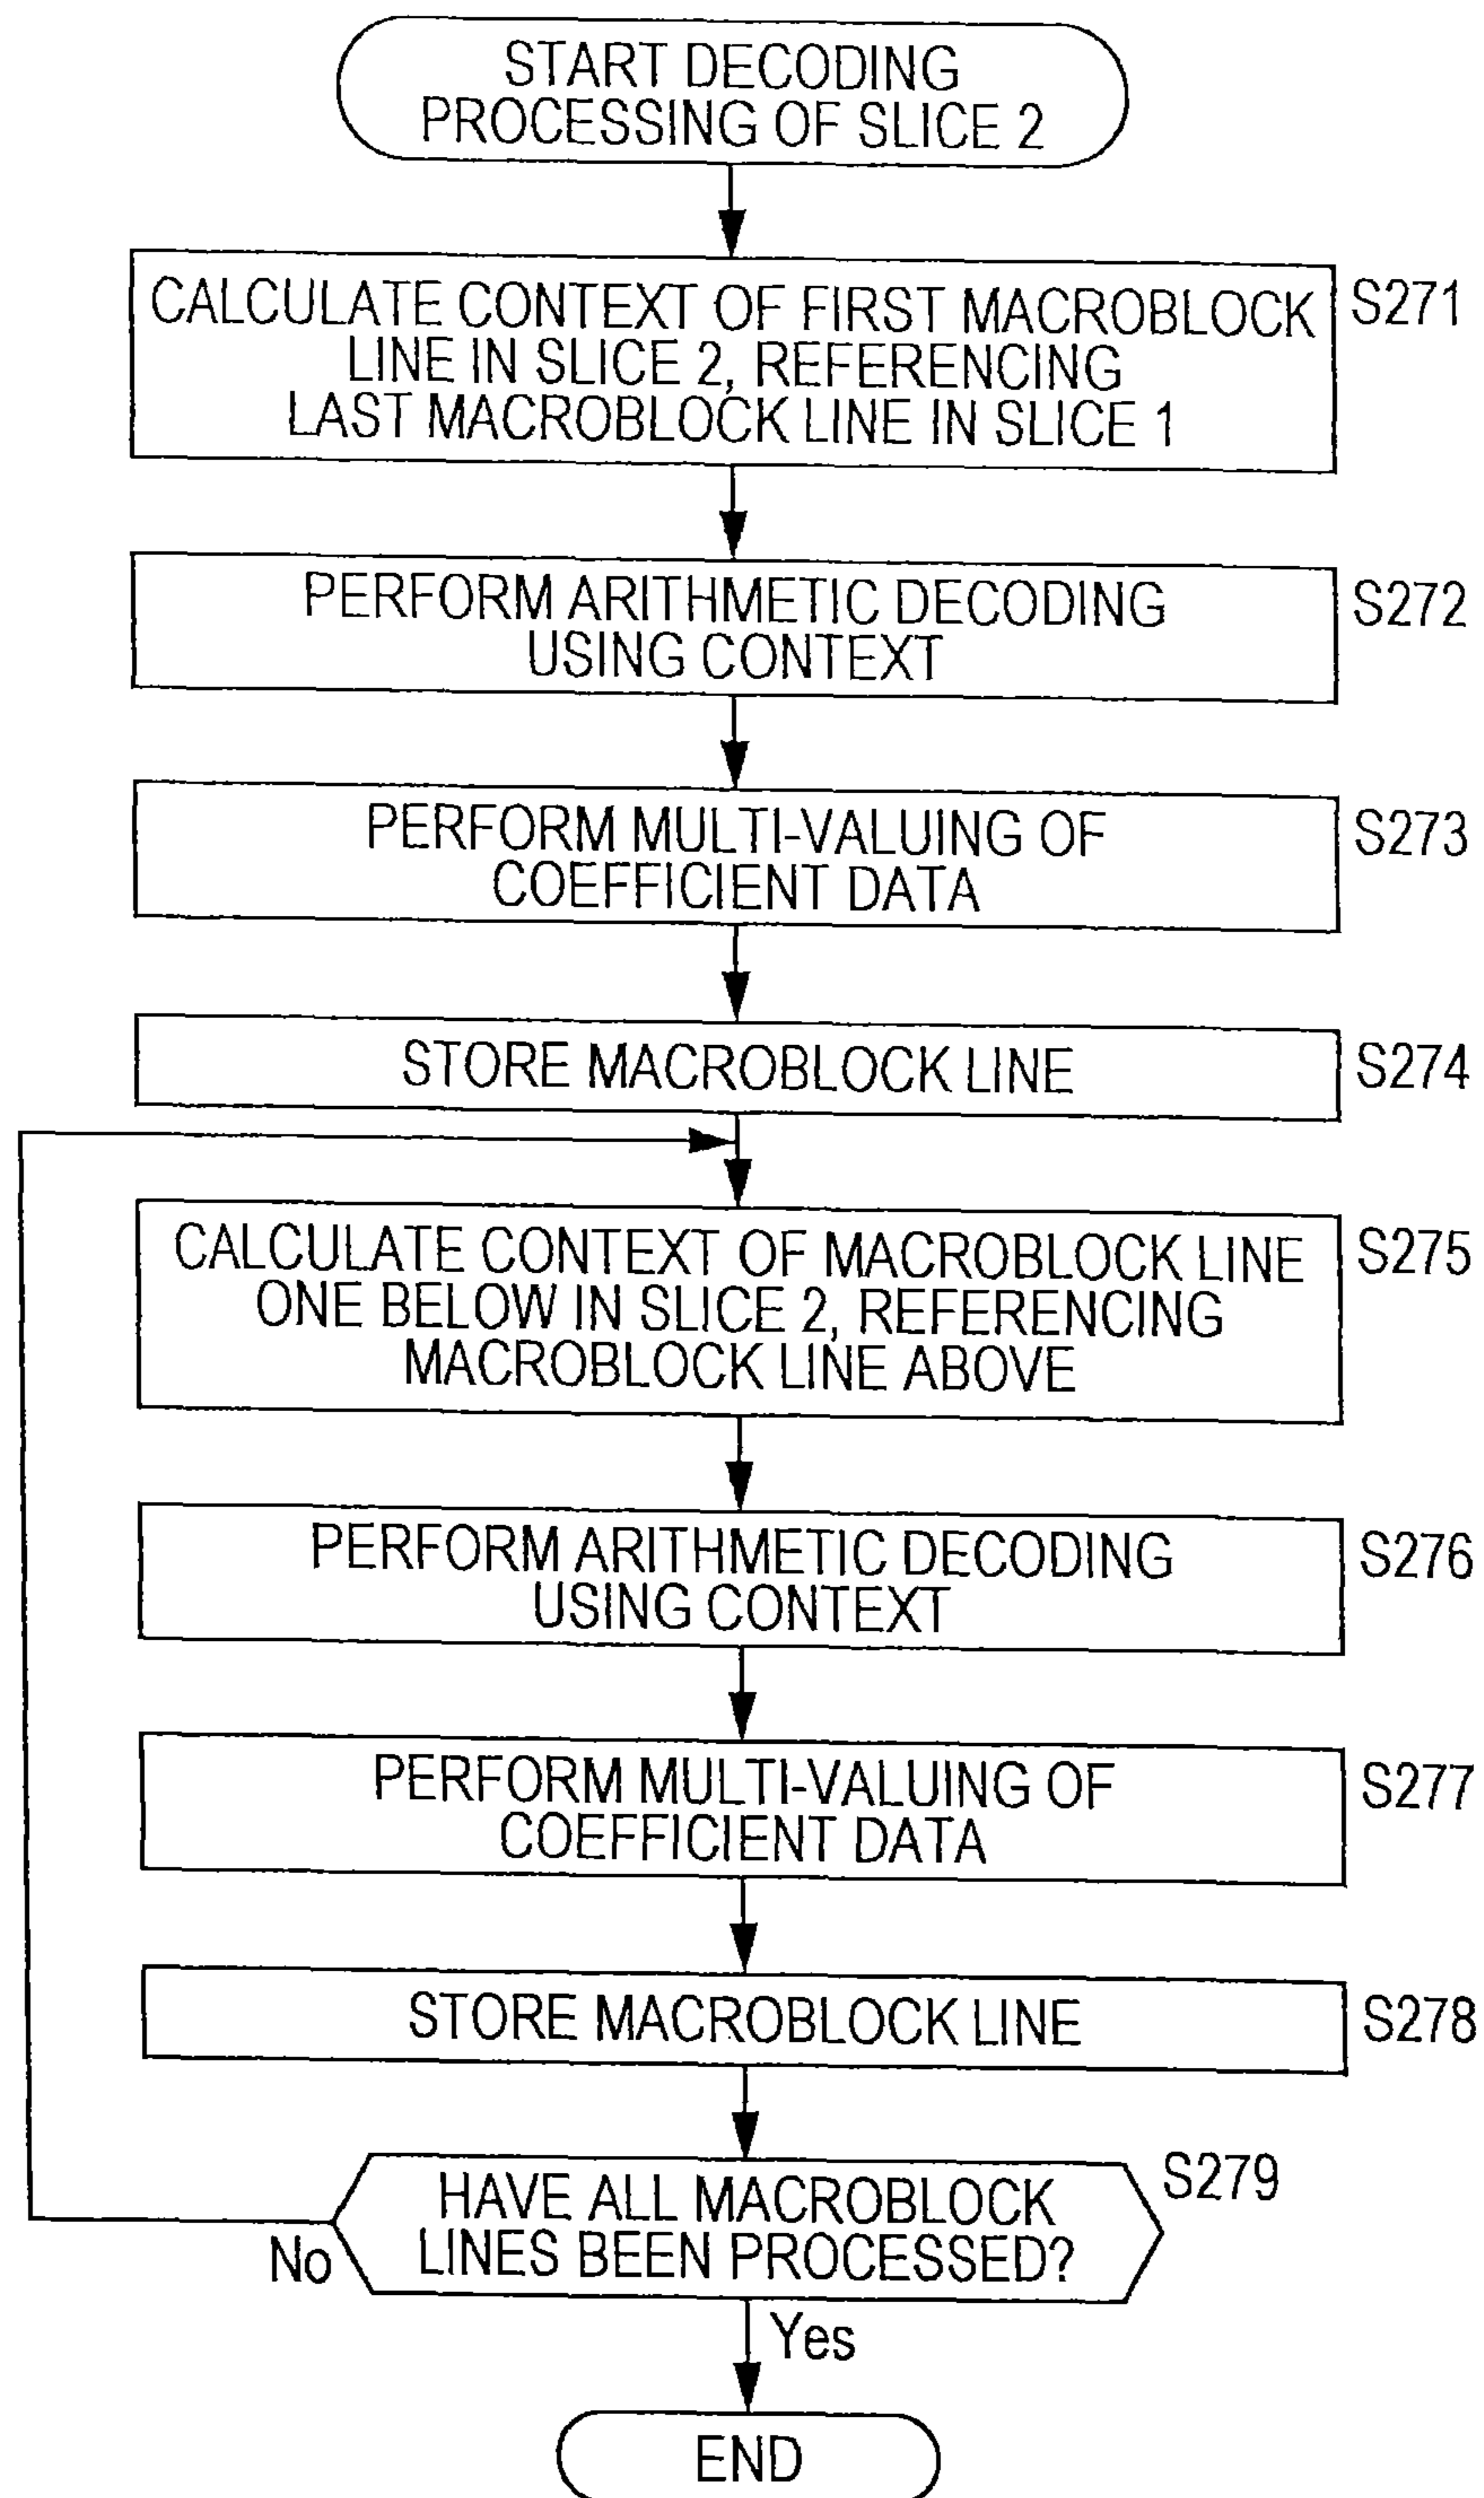 START DECODING
PROCESSING OF SLICE 2
CALCULATE CONTEXT OF FIRST MACROBLOCK
LINE IN SLICE 2, REFERENCING
LAST MACROBLOCK LINE IN SLICE 1
S271
PERFORM ARITHMETIC DECODING
USING CONTEXT
S272
PERFORM MULTI-VALUING OF
COEFFICIENT DATA
S273
STORE MACROBLOCK LINE
S274
CALCULATE CONTEXT OF MACROBLOCK LINE
ONE BELOW IN SLICE 2, REFERENCING
MACROBLOCK LINE ABOVE
S275
PERFORM ARITHMETIC DECODING
USING CONTEXT
S276
PERFORM MULTI-VALUING OF
COEFFICIENT DATA
S277
STORE MACROBLOCK LINE
S278
HAVE ALL MACROBLOCK
LINES BEEN PROCESSED?
S279
No
Yes
END